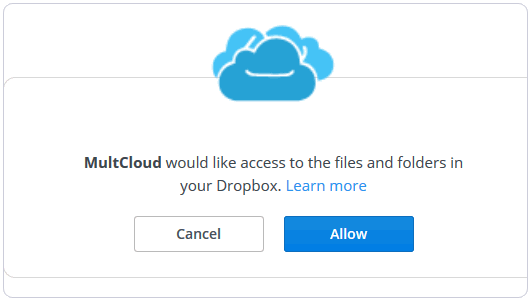 MultCloud would like access to the files and folders in
your Dropbox. Learn more
Cancel
Allow